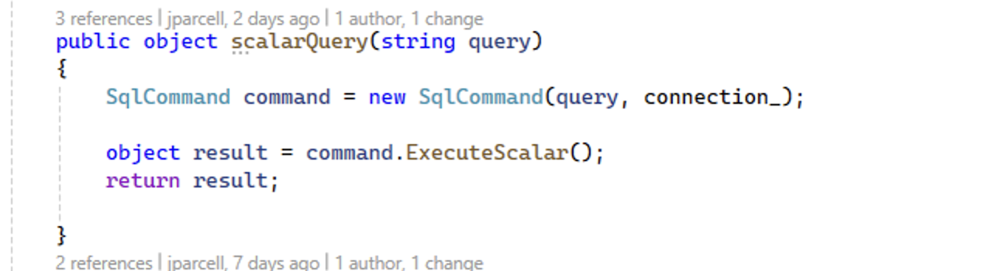 3 references | jparcell, 2 days ago | 1 author, 1 change
public object scalarQuery(string query)
{
SqlCommand command = new SqlCommand(query, connection_);
object result = command.ExecuteScalar();
return result;
}
2 references | jparcell, 7 days ago | 1 author, 1 change